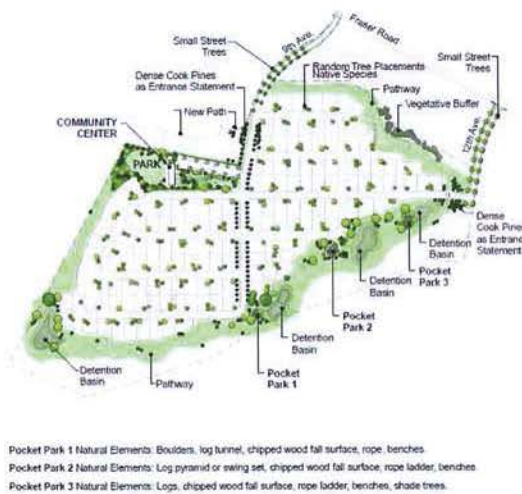 Small Street
Trees
9th Ave.
Fraser Road
Small Street
Trees
Dense Cook Pines
as Entrance Statement
Random Tree Placements
Native Species
Pathway
New Path
Vegetative Buffer
12th Ave.
COMMUNITY
CENTER
PARK
Dense
Cook Pines
as Entrance
Statement
Detention
Basin
Pocket
Park 3
Detention
Basin
Pocket
Park 2
Detention
Basin
Pocket
Park 1
Detention
Basin
Pathway
Pocket Park 1 Natural Elements: Boulders, log tunnel, chipped wood fall surface, rope, benches.
Pocket Park 2 Natural Elements: Log pyramid or swing set, chipped wood fall surface, rope ladder, benches.
Pocket Park 3 Natural Elements: Logs, chipped wood fall surface, rope ladder, benches, shade trees.